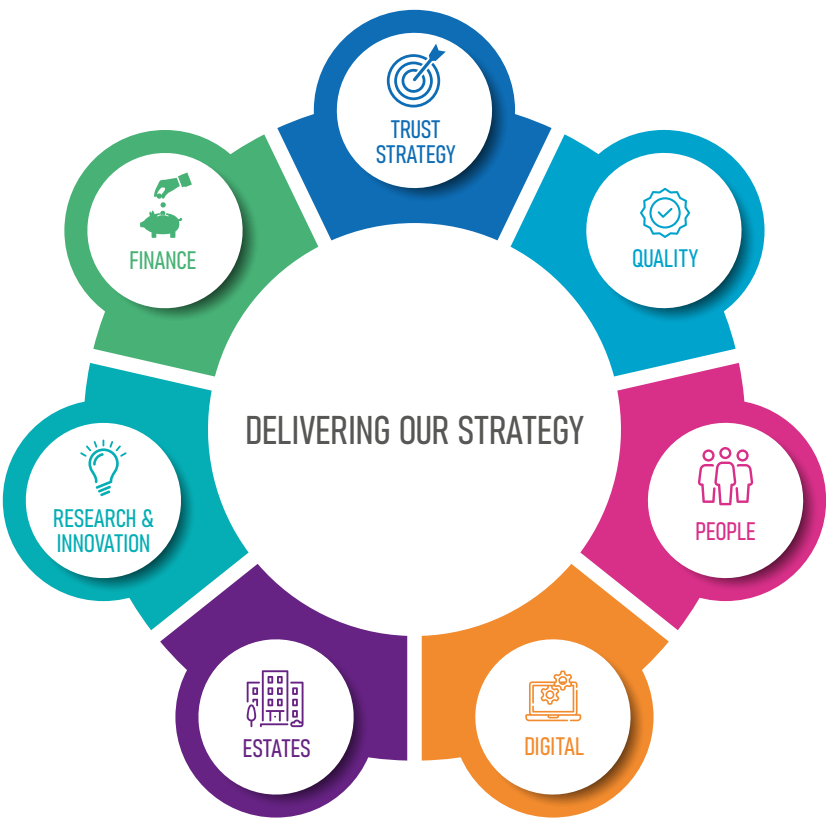 TRUST
STRATEGY
QUALITY
PEOPLE
DIGITAL
ESTATES
RESEARCH &
INNOVATION
FINANCE
DELIVERING OUR STRATEGY